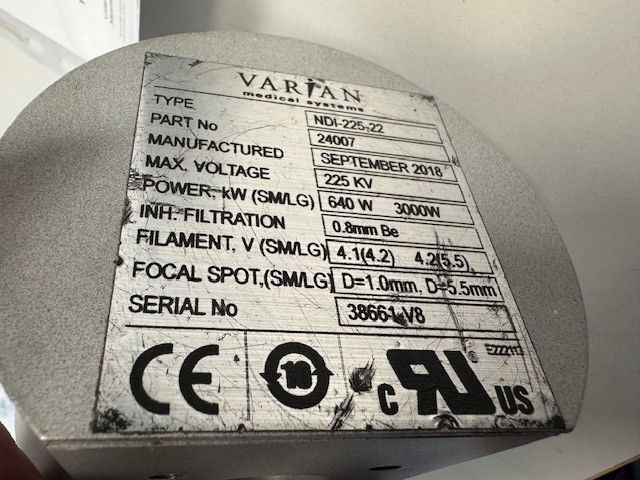 VARIAN
medical systems
TYPE NDI-225-22
PART No 24007
MANUFACTURED SEPTEMBER 2018
MAX. VOLTAGE 225 KV
POWER, kW (SM/LG) 640 W 3000W
INH. FILTRATION 0.8mm Be
FILAMENT, V (SM/LG) 4.1(4.2) 4.2(5.5)
FOCAL SPOT,(SM/LG) D=1.0mm, D=5.5mm
SERIAL No 38661-V8
CE 10 c RU US